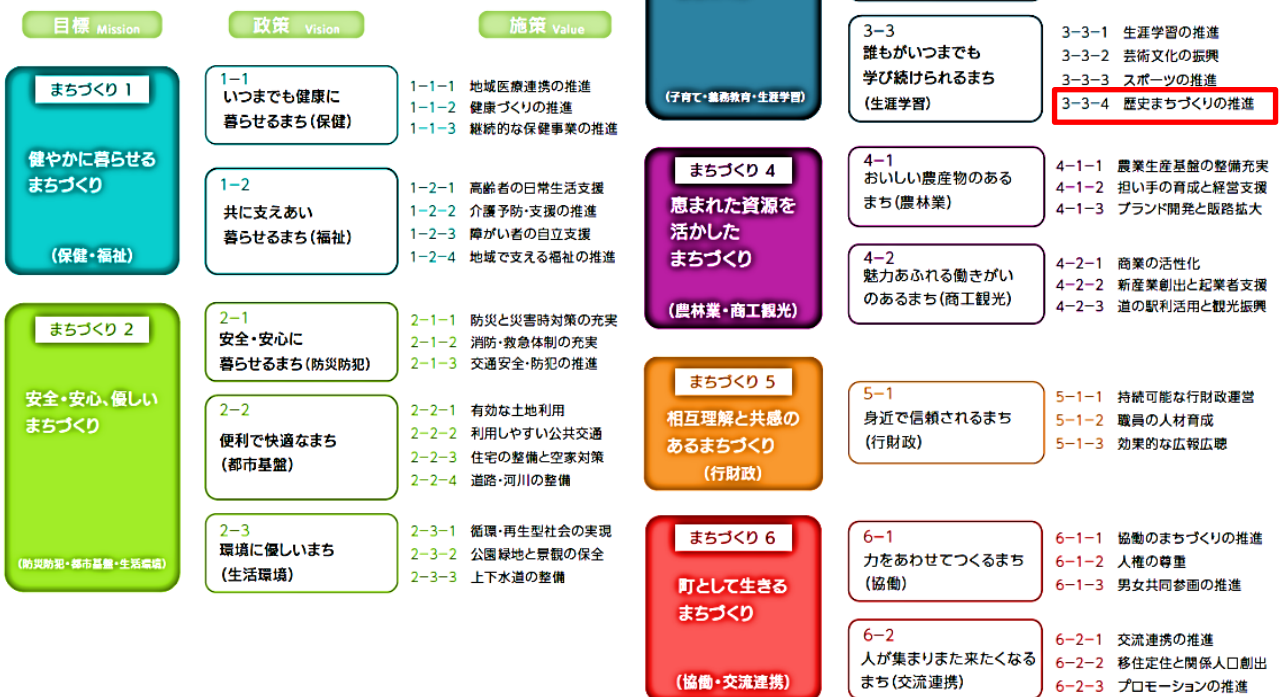 目標 Mission
政策 Vision
施策 Value
まちづくり 1
健やかに暮らせる
まちづくり
(保健・福祉)
1-1
いつまでも健康に
暮らせるまち(保健)
1-1-1 地域医療連携の推進
1-1-2 健康づくりの推進
1-1-3 継続的な保健事業の推進
1-2
共に支えあい
暮らせるまち(福祉)
1-2-1 高齢者の日常生活支援
1-2-2 介護予防・支援の推進
1-2-3 障がい者の自立支援
1-2-4 地域で支える福祉の推進
まちづくり 2
安全・安心、優しい
まちづくり
(防災防犯・都市基盤・生活環境)
2-1
安全・安心に
暮らせるまち(防災防犯)
2-1-1 防災と災害時対策の充実
2-1-2 消防・救急体制の充実
2-1-3 交通安全・防犯の推進
2-2
便利で快適なまち
(都市基盤)
2-2-1 有効な土地利用
2-2-2 利用しやすい公共交通
2-2-3 住宅の整備と空家対策
2-2-4 道路・河川の整備
2-3
環境に優しいまち
(生活環境)
2-3-1 循環・再生型社会の実現
2-3-2 公園緑地と景観の保全
2-3-3 上下水道の整備
(子育て・義務教育・生涯学習)
3-3
誰もがいつまでも
学び続けられるまち
(生涯学習)
3-3-1 生涯学習の推進
3-3-2 芸術文化の振興
3-3-3 スポーツの推進
3-3-4 歴史まちづくりの推進
まちづくり 4
恵まれた資源を
活かした
まちづくり
(農林業・商工観光)
4-1
おいしい農産物のある
まち(農林業)
4-1-1 農業生産基盤の整備充実
4-1-2 担い手の育成と経営支援
4-1-3 ブランド開発と販路拡大
4-2
魅力あふれる働きがい
のあるまち(商工観光)
4-2-1 商業の活性化
4-2-2 新産業創出と起業者支援
4-2-3 道の駅利活用と観光振興
まちづくり 5
相互理解と共感の
あるまちづくり
(行財政)
5-1
身近で信頼されるまち
(行財政)
5-1-1 持続可能な行財政運営
5-1-2 職員の人材育成
5-1-3 効果的な広報広聴
まちづくり 6
町として生きる
まちづくり
(協働・交流連携)
6-1
力をあわせてつくるまち
(協働)
6-1-1 協働のまちづくりの推進
6-1-2 人権の尊重
6-1-3 男女共同参画の推進
6-2
人が集まりまた来たくなる
まち(交流連携)
6-2-1 交流連携の推進
6-2-2 移住定住と関係人口創出
6-2-3 プロモーションの推進